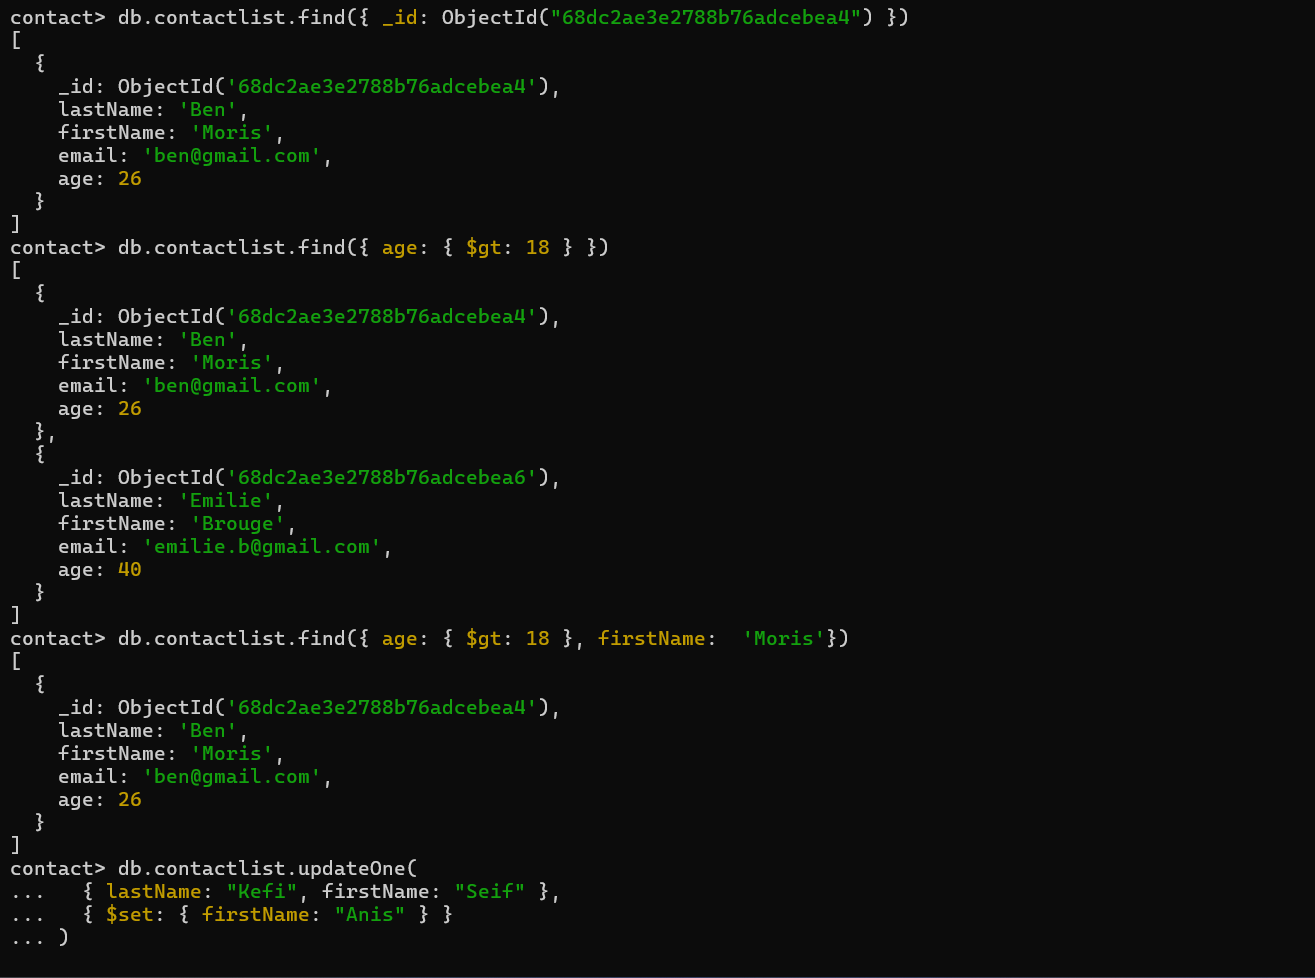 contact> db.contactlist.find({ _id: ObjectId("68dc2ae3e2788b76adcebea4") })
[
  {
    _id: ObjectId('68dc2ae3e2788b76adcebea4'),
    lastName: 'Ben',
    firstName: 'Moris',
    email: 'ben@gmail.com',
    age: 26
  }
]
contact> db.contactlist.find({ age: { $gt: 18 } })
[
  {
    _id: ObjectId('68dc2ae3e2788b76adcebea4'),
    lastName: 'Ben',
    firstName: 'Moris',
    email: 'ben@gmail.com',
    age: 26
  },
  {
    _id: ObjectId('68dc2ae3e2788b76adcebea6'),
    lastName: 'Emilie',
    firstName: 'Brouge',
    email: 'emilie.b@gmail.com',
    age: 40
  }
]
contact> db.contactlist.find({ age: { $gt: 18 }, firstName:  'Moris'})
[
  {
    _id: ObjectId('68dc2ae3e2788b76adcebea4'),
    lastName: 'Ben',
    firstName: 'Moris',
    email: 'ben@gmail.com',
    age: 26
  }
]
contact> db.contactlist.updateOne(
...   { lastName: "Kefi", firstName: "Seif" },
...   { $set: { firstName: "Anis" } }
... )